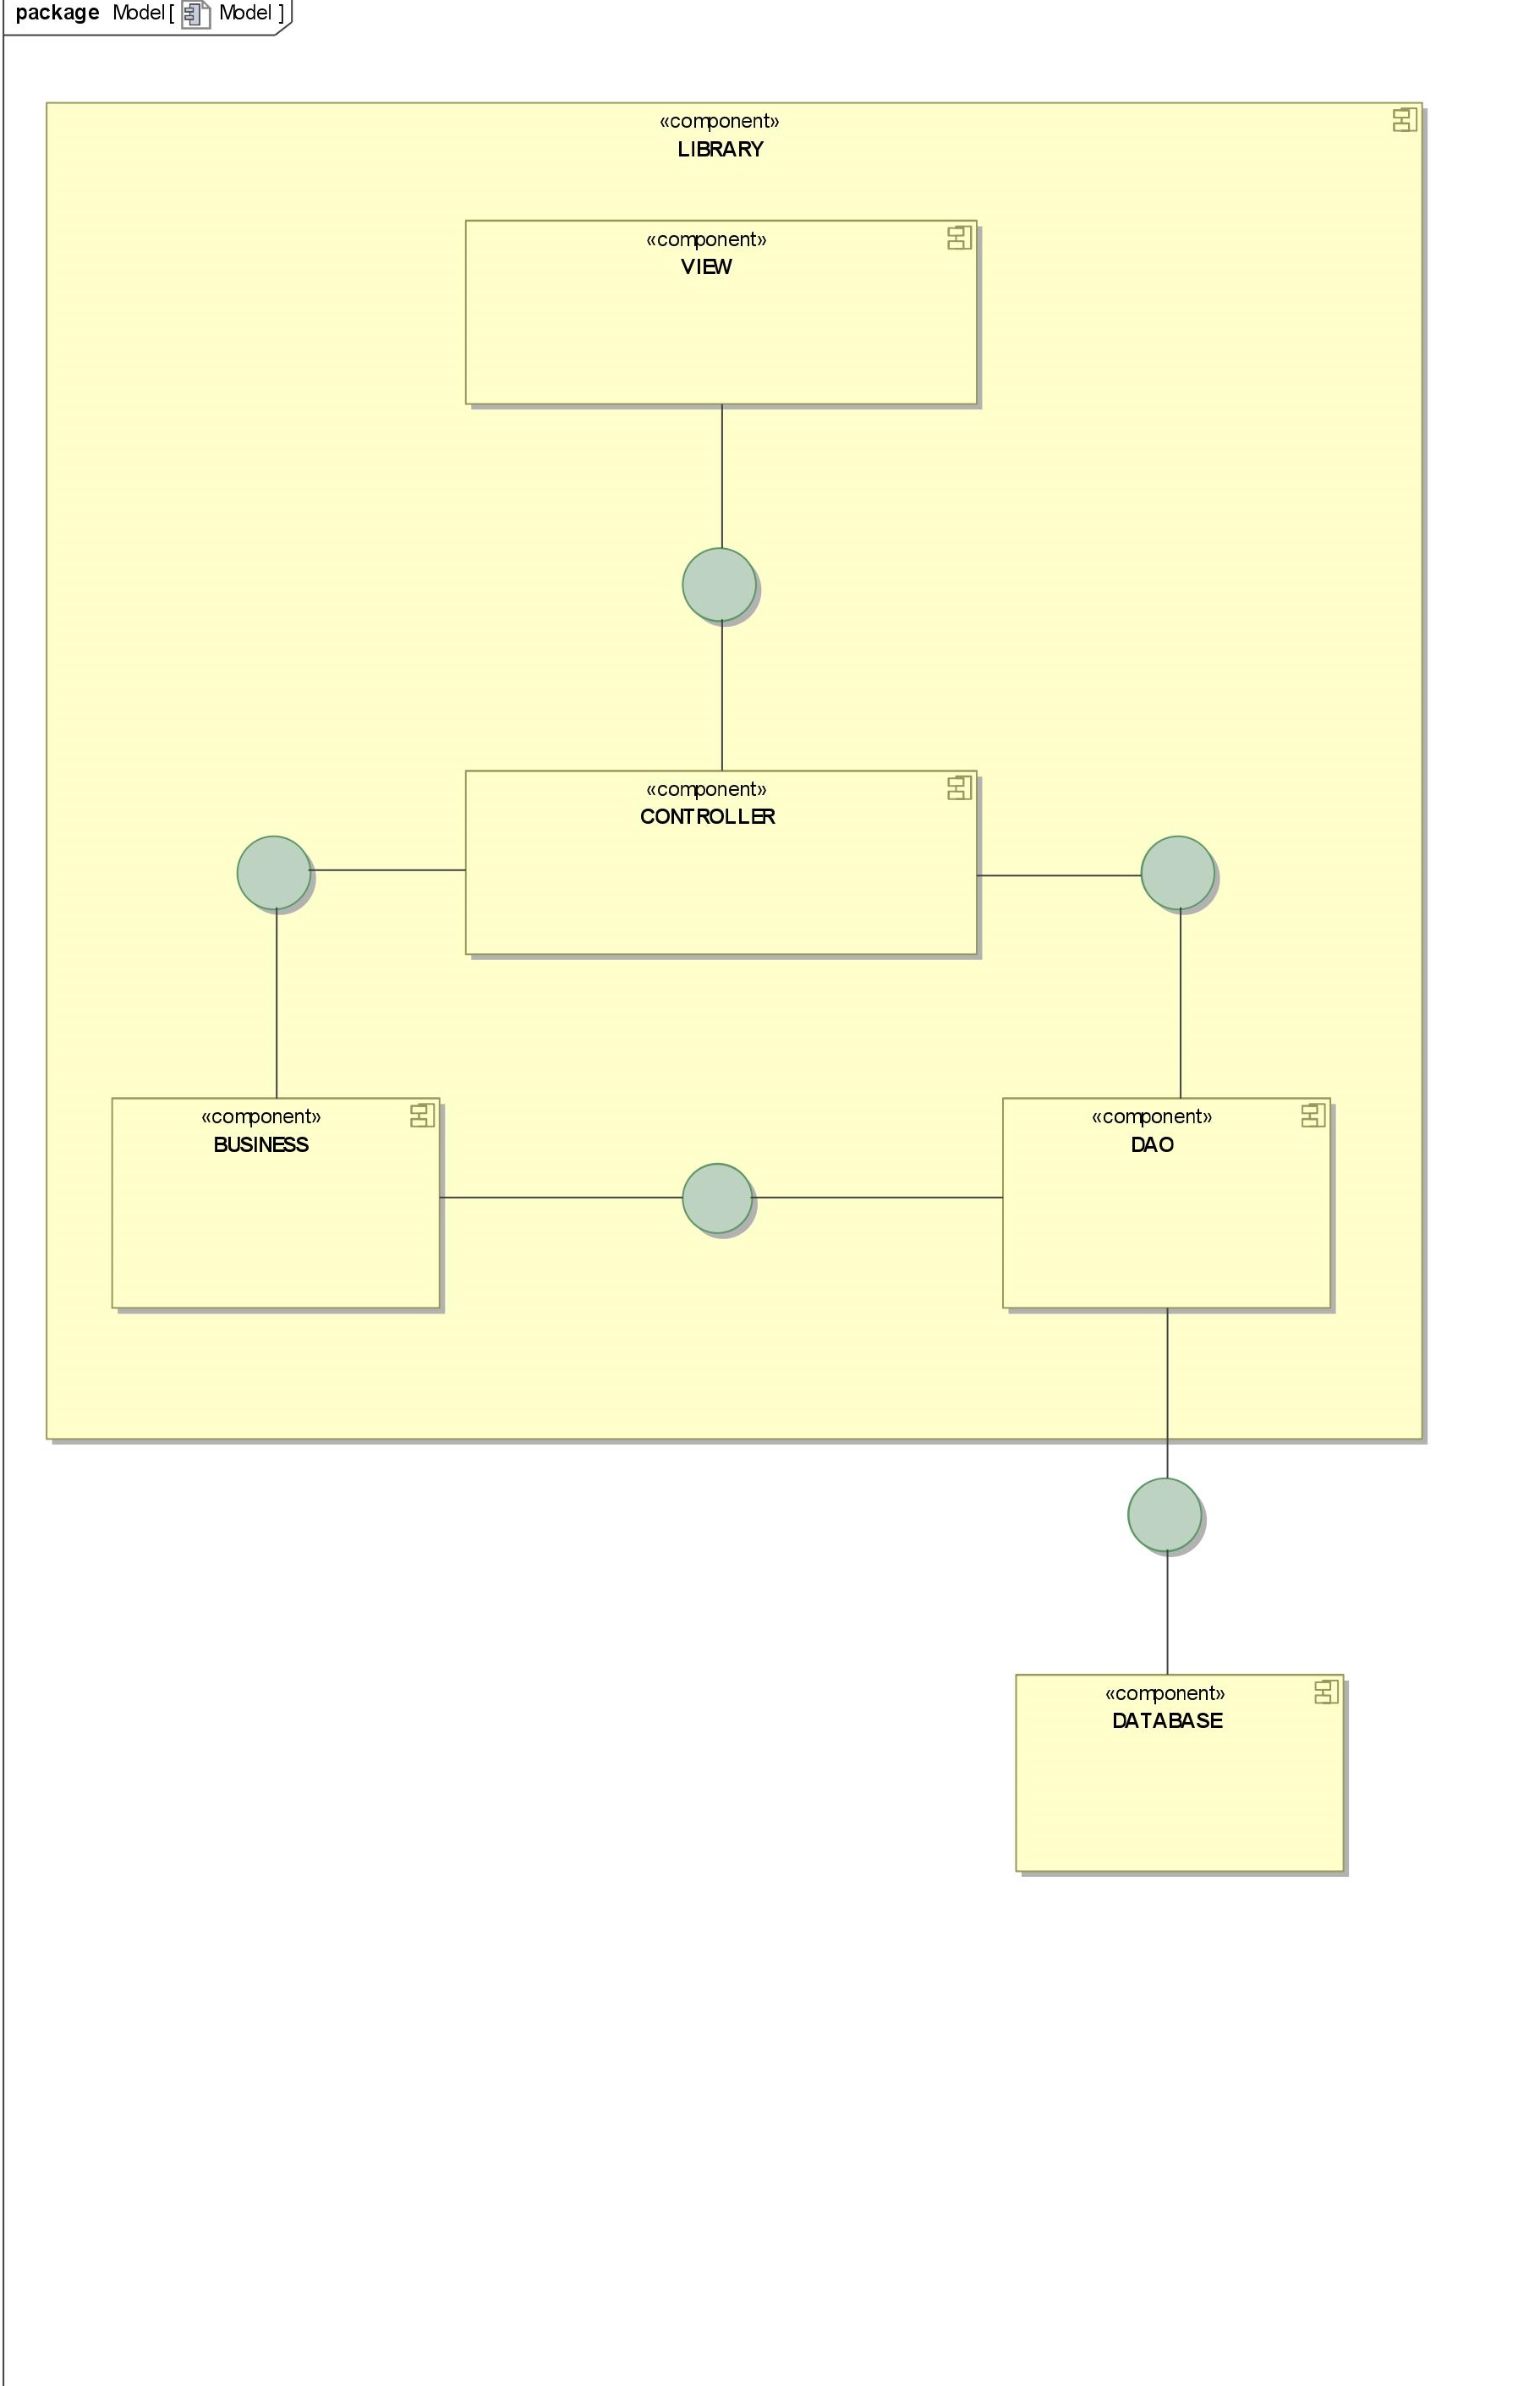 package Model [ Model ]
«component»
LIBRARY
«component»
VIEW
«component»
CONTROLLER
«component»
BUSINESS
«component»
DAO
«component»
DATABASE